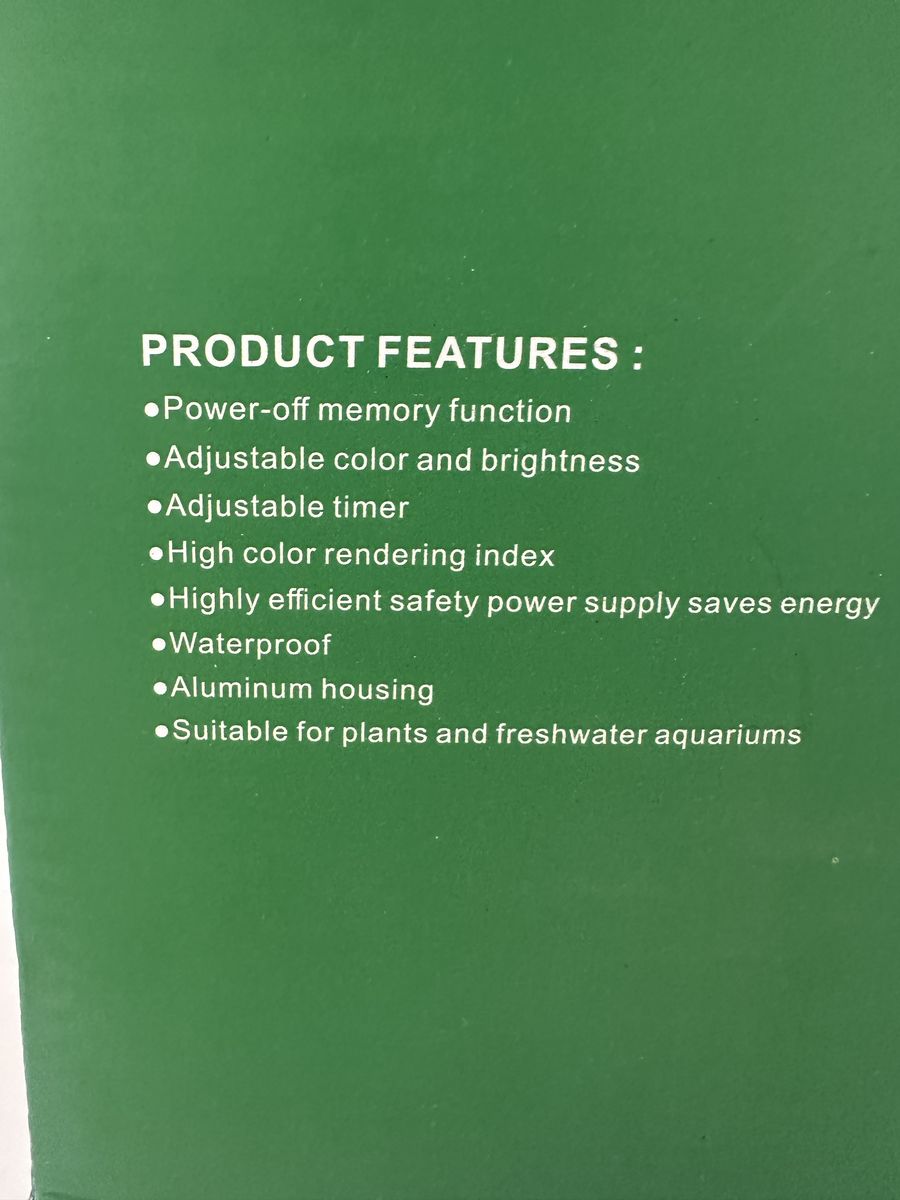 PRODUCT FEATURES :
●Power-off memory function
●Adjustable color and brightness
●Adjustable timer
●High color rendering index
●Highly efficient safety power supply saves energy
●Waterproof
●Aluminum housing
●Suitable for plants and freshwater aquariums